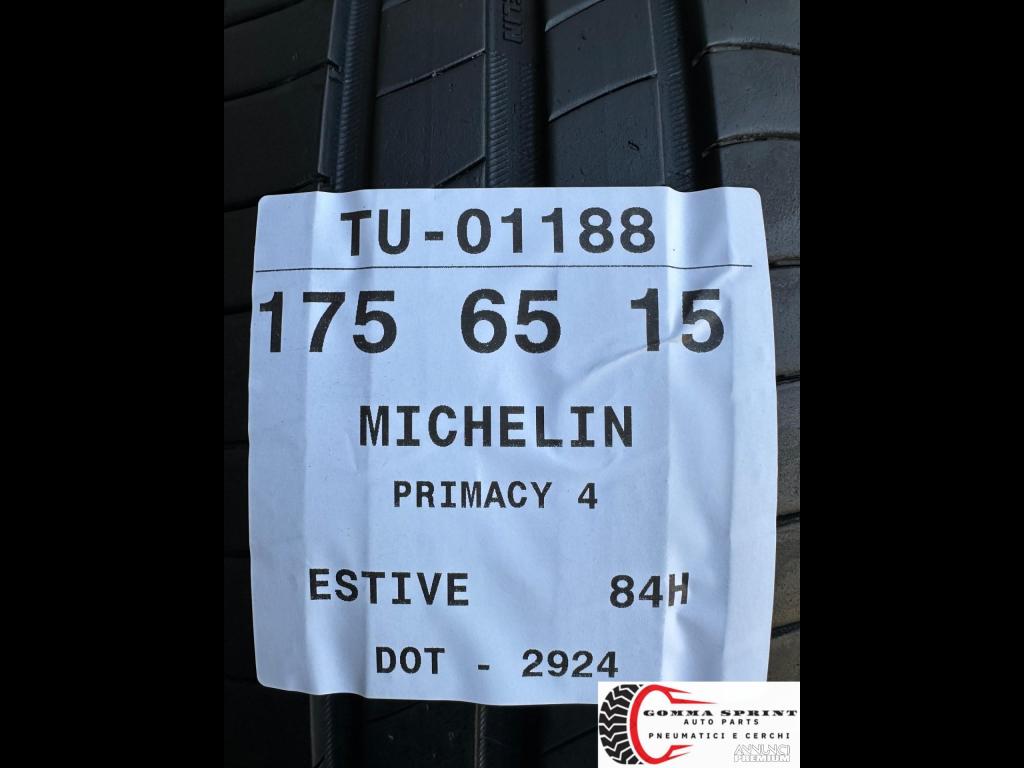 TU-01188
175 65 15
MICHELIN
PRIMACY 4
ESTIVE 84H
DOT - 2924
GOMMA SPRINT
AUTO PARTS
PNEUMATICI E CERCHI
ANNUNCI
PREMIUM